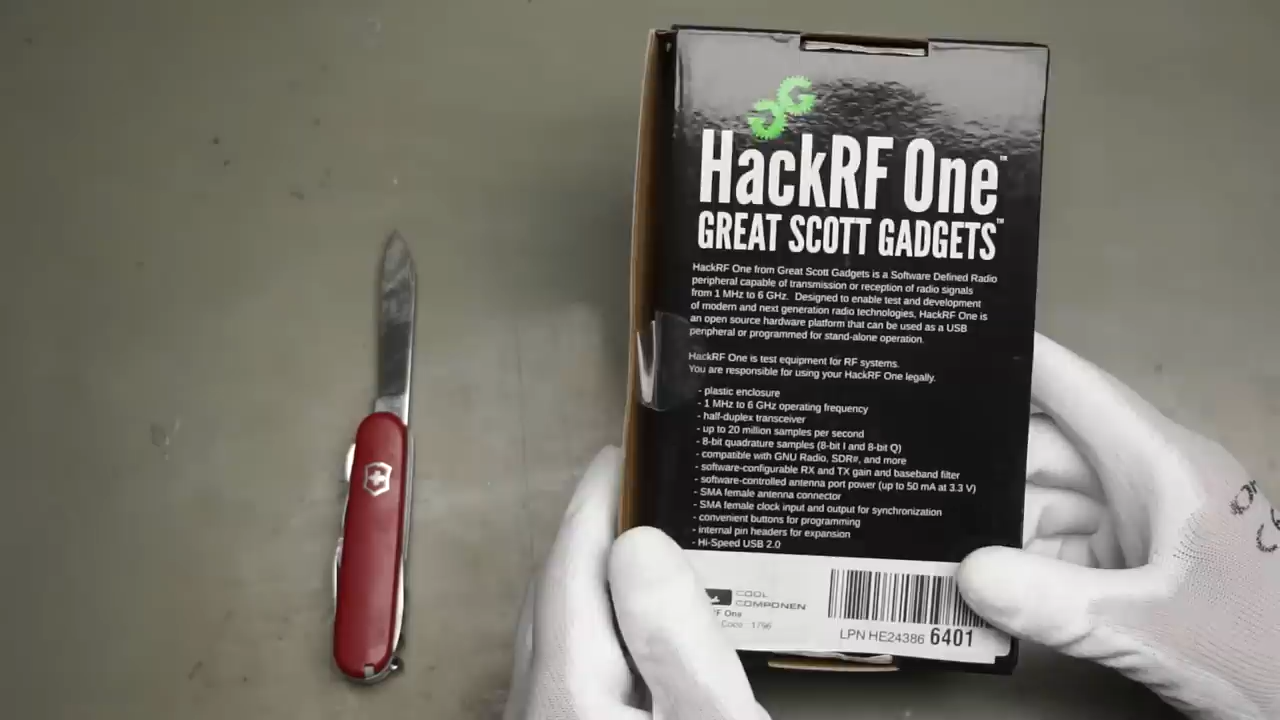 HackRF One™
GREAT SCOTT GADGETS™
HackRF One from Great Scott Gadgets is a Software Defined Radio
peripheral capable of transmission or reception of radio signals
from 1 MHz to 6 GHz. Designed to enable test and development
of modern and next generation radio technologies, HackRF One is
an open source hardware platform that can be used as a USB
peripheral or programmed for stand-alone operation.
HackRF One is test equipment for RF systems.
You are responsible for using your HackRF One legally.
- plastic enclosure
- 1 MHz to 6 GHz operating frequency
- half-duplex transceiver
- up to 20 million samples per second
- 8-bit quadrature samples (8-bit I and 8-bit Q)
- compatible with GNU Radio, SDR#, and more
- software-configurable RX and TX gain and baseband filter
- software-controlled antenna port power (up to 50 mA at 3.3 V)
- SMA female antenna connector
- SMA female clock input and output for synchronization
- convenient buttons for programming
- internal pin headers for expansion
- Hi-Speed USB 2.0
COOL
COMPONEN
RF One
Code : 1796
LPN HE24386 6401